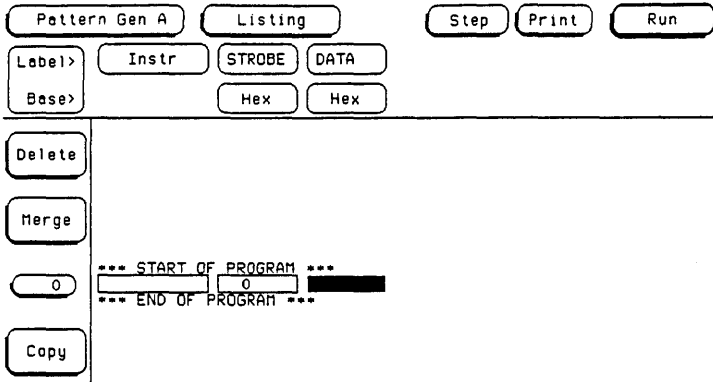 Pattern Gen A Listing Step Print Run
Label> Instr STROBE DATA
Base> Hex Hex
Delete
Merge
*** START OF PROGRAM ***
0 0
*** END OF PROGRAM ***
Copy